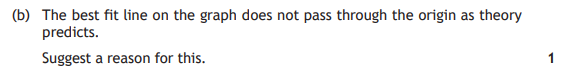 (b) The best fit line on the graph does not pass through the origin as theory
predicts.
Suggest a reason for this. 1